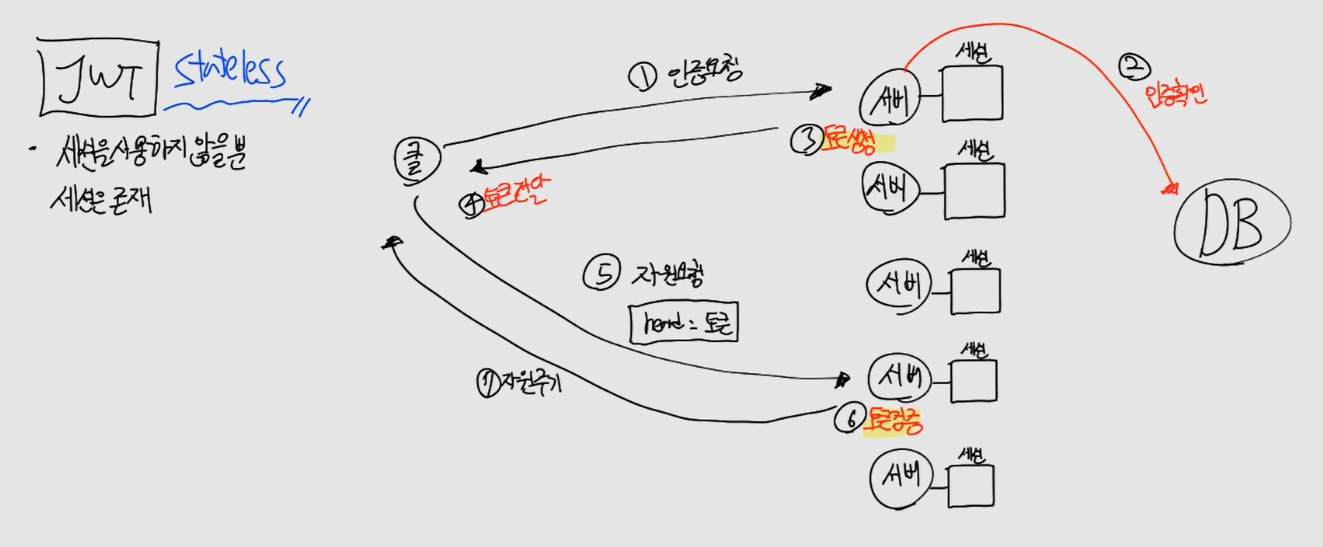 JWT
stateless
· 세션을 사용하지 않을 뿐
세션은 존재
클
① 인증요청
② 인증확인
③ 토큰생성
④ 토큰전달
⑤ 자원요청
header = 토큰
⑥ 토큰검증
⑦ 자원주기
서버
세션
서버
세션
서버
세션
서버
세션
서버
세션
DB